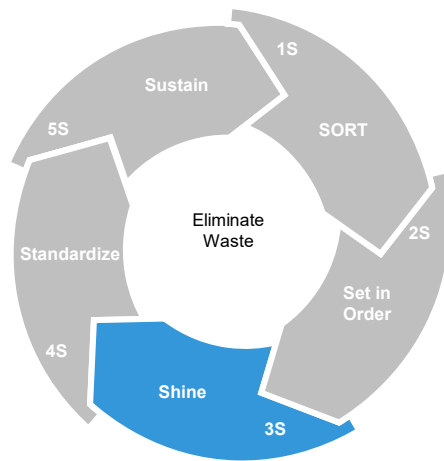 1S
SORT
2S
Set in
Order
3S
Shine
4S
Standardize
5S
Sustain
Eliminate
Waste